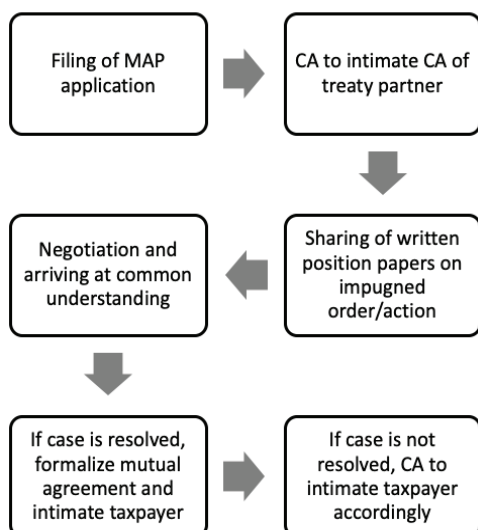 Filing of MAP
application
CA to intimate CA of
treaty partner
Sharing of written
position papers on
impugned
order/action
Negotiation and
arriving at common
understanding
If case is resolved,
formalize mutual
agreement and
intimate taxpayer
If case is not
resolved, CA to
intimate taxpayer
accordingly